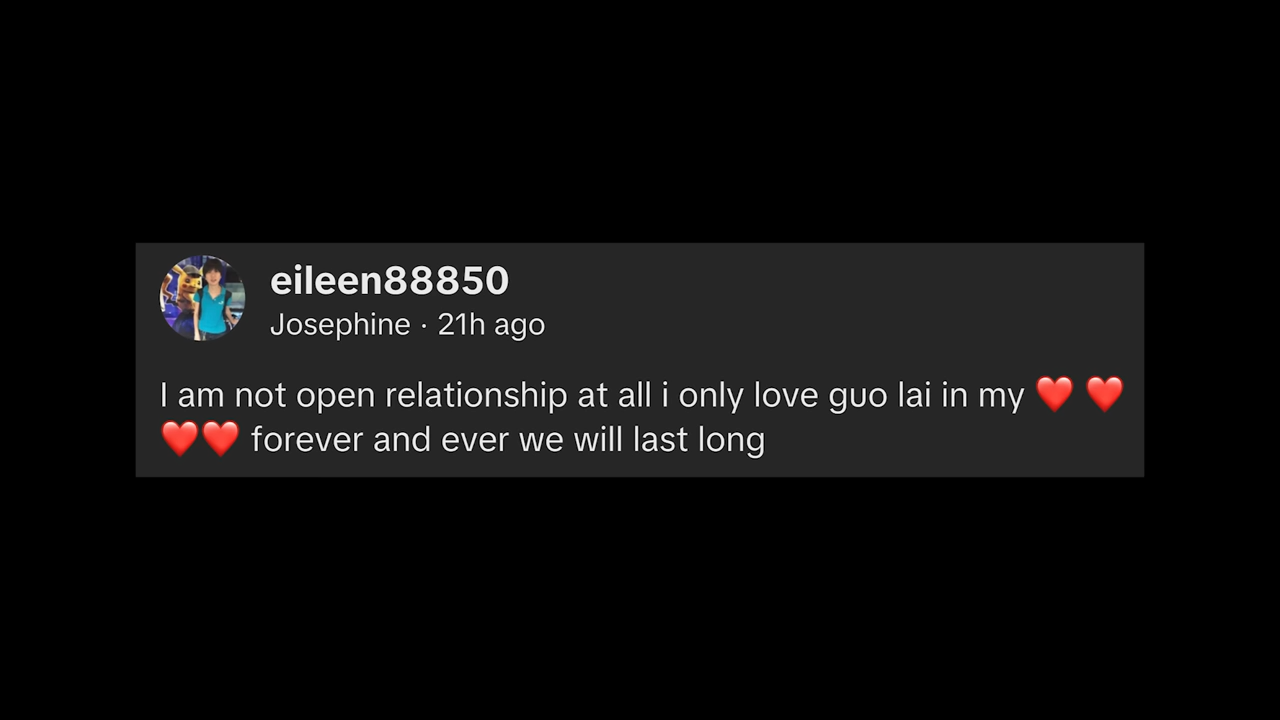 eileen88850
Josephine · 21h ago
I am not open relationship at all i only love guo lai in my ❤️ ❤️
❤️❤️ forever and ever we will last long